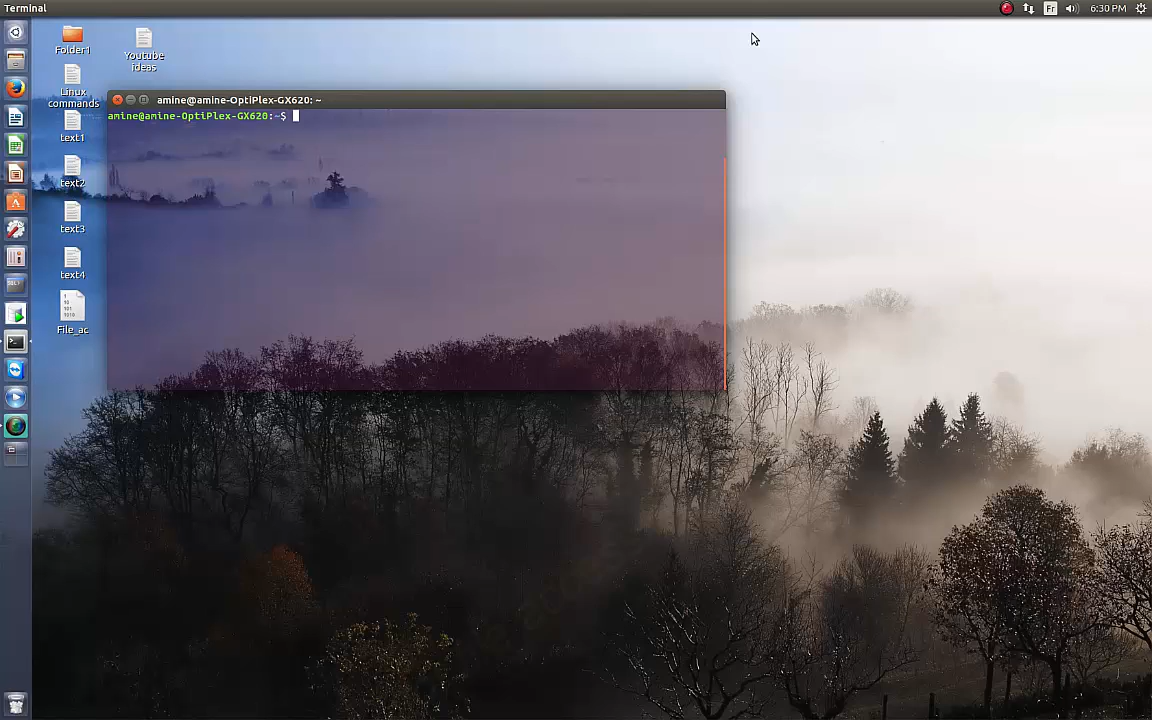 Terminal
Fr
6:30 PM
Folder1
Youtube
ideas
Linux
commands
text1
text2
text3
text4
File_ac
amine@amine-OptiPlex-GX620: ~
amine@amine-OptiPlex-GX620:~$